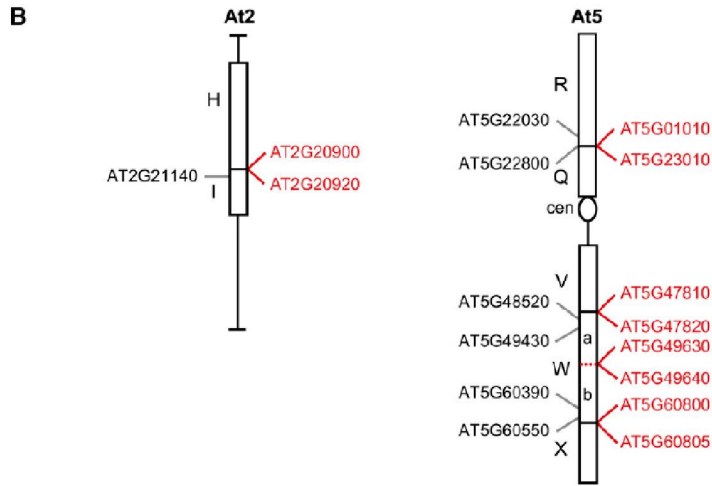 B
At2
H
AT2G20900
AT2G21140
AT2G20920
I
At5
R
AT5G22030
AT5G01010
AT5G22800
AT5G23010
Q
cen
V
AT5G47810
AT5G48520
AT5G47820
AT5G49430
a
AT5G49630
W
AT5G49640
AT5G60390
b
AT5G60800
AT5G60550
AT5G60805
X